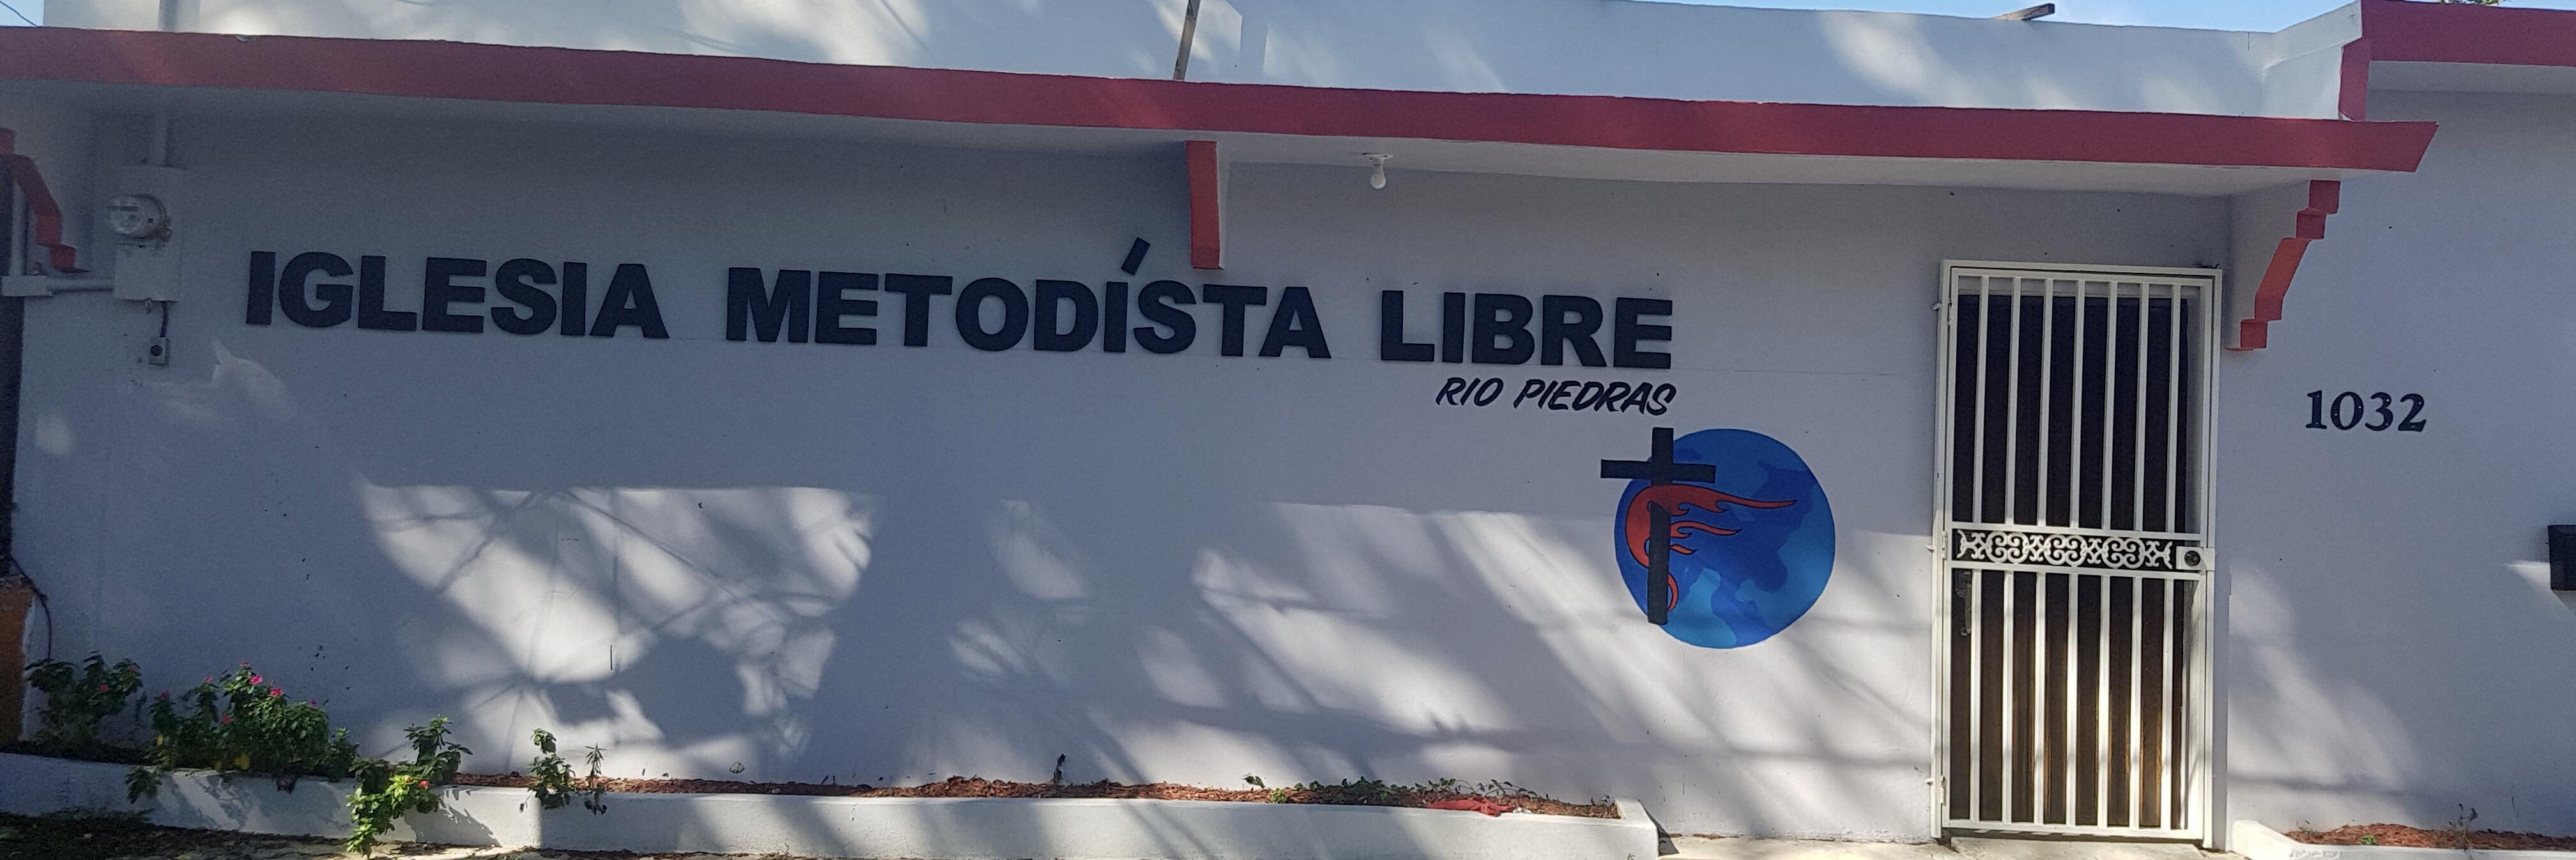 IGLESIA METODÍSTA LIBRE
RIO PIEDRAS
1032